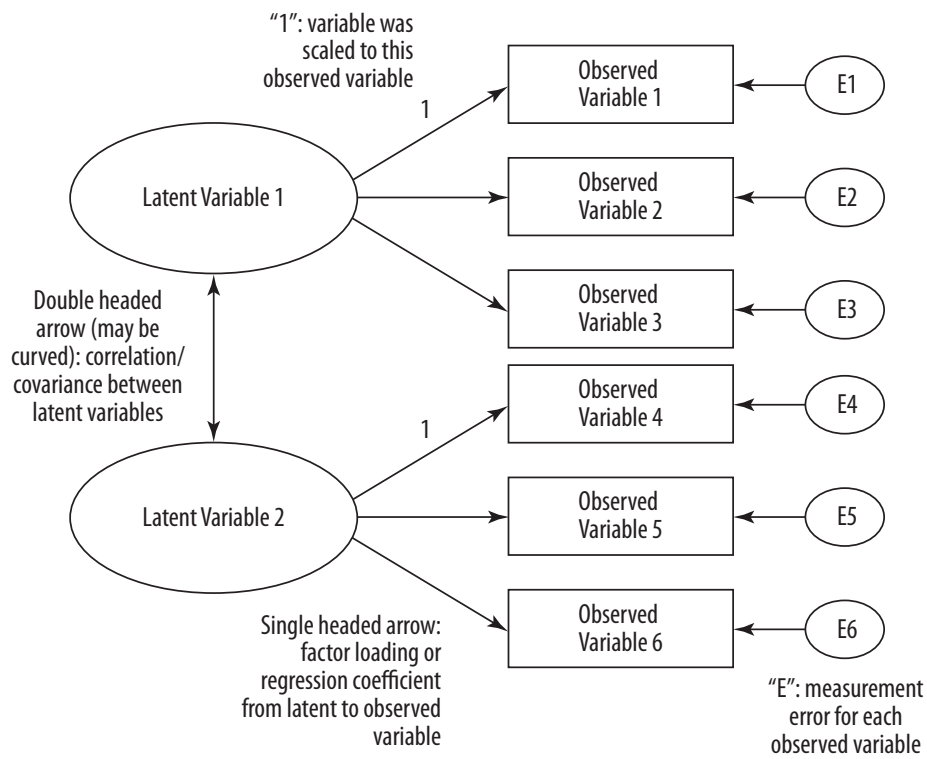 "1": variable was
scaled to this
observed variable
1
Observed
Variable 1
E1
Latent Variable 1
Observed
Variable 2
E2
Observed
Variable 3
E3
Double headed
arrow (may be
curved): correlation/
covariance between
latent variables
1
Observed
Variable 4
E4
Latent Variable 2
Observed
Variable 5
E5
Observed
Variable 6
E6
Single headed arrow:
factor loading or
regression coefficient
from latent to observed
variable
"E": measurement
error for each
observed variable